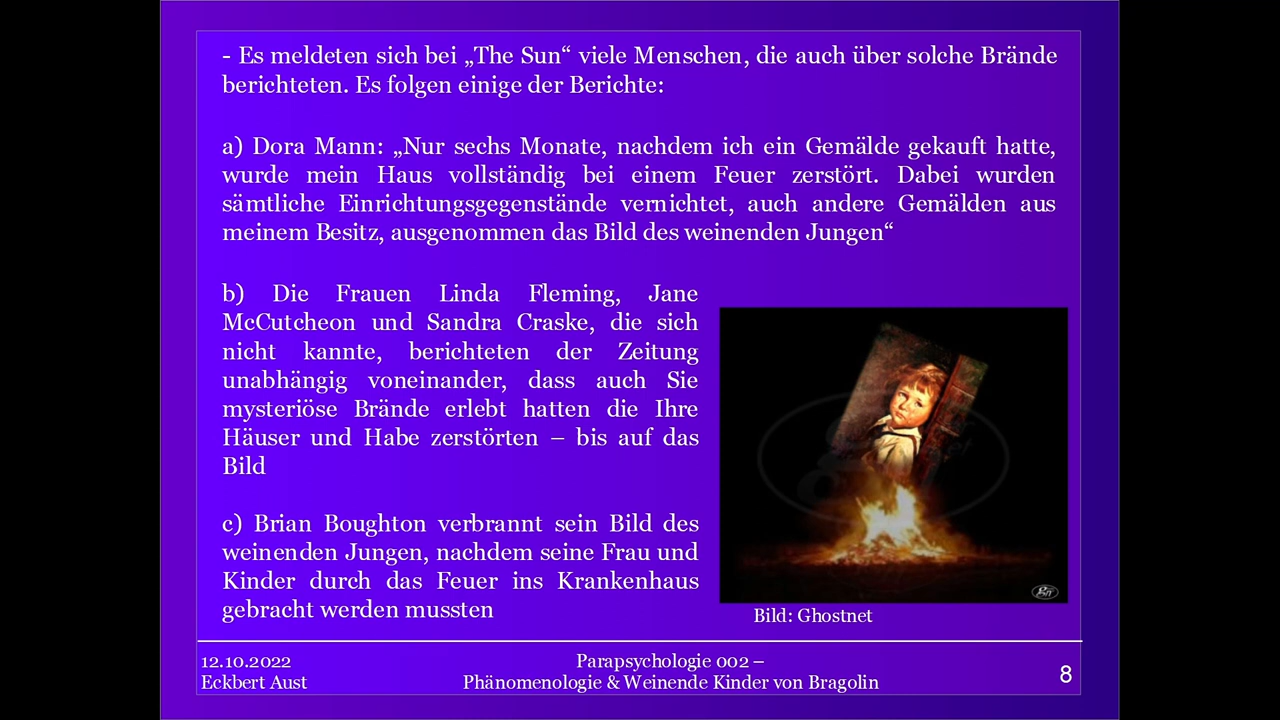 - Es meldeten sich bei „The Sun“ viele Menschen, die auch über solche Brände
berichteten. Es folgen einige der Berichte:
a) Dora Mann: „Nur sechs Monate, nachdem ich ein Gemälde gekauft hatte,
wurde mein Haus vollständig bei einem Feuer zerstört. Dabei wurden
sämtliche Einrichtungsgegenstände vernichtet, auch andere Gemälden aus
meinem Besitz, ausgenommen das Bild des weinenden Jungen“
b) Die Frauen Linda Fleming, Jane
McCutcheon und Sandra Craske, die sich
nicht kannte, berichteten der Zeitung
unabhängig voneinander, dass auch Sie
mysteriöse Brände erlebt hatten die Ihre
Häuser und Habe zerstörten – bis auf das
Bild
c) Brian Boughton verbrannt sein Bild des
weinenden Jungen, nachdem seine Frau und
Kinder durch das Feuer ins Krankenhaus
gebracht werden mussten
Bild: Ghostnet
12.10.2022
Eckbert Aust
Parapsychologie 002 –
Phänomenologie & Weinende Kinder von Bragolin
8